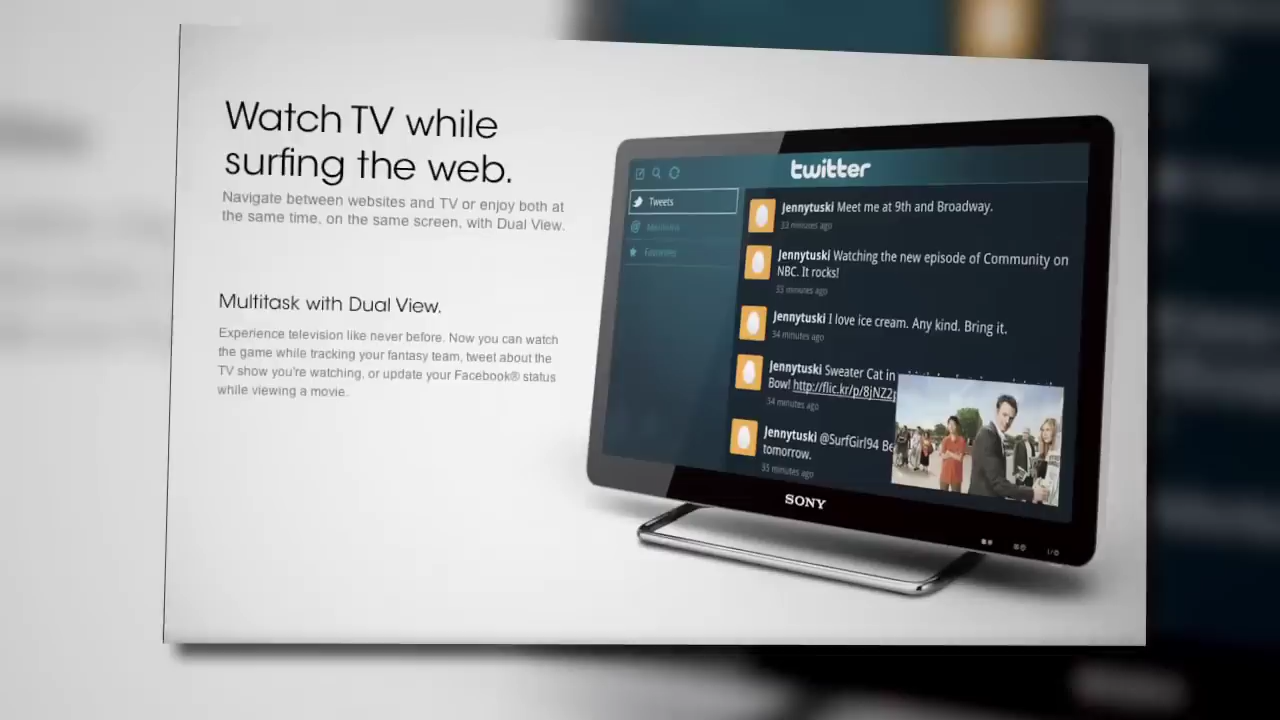 Watch TV while
surfing the web.
Navigate between websites and TV or enjoy both at
the same time, on the same screen, with Dual View.
Multitask with Dual View.
Experience television like never before. Now you can watch
the game while tracking your fantasy team, tweet about the
TV show you're watching, or update your Facebook® status
while viewing a movie.
twitter
Tweets
Mentions
Favorites
Jennytuski Meet me at 9th and Broadway.
33 minutes ago
Jennytuski Watching the new episode of Community on
NBC. It rocks!
33 minutes ago
Jennytuski I love ice cream. Any kind. Bring it.
34 minutes ago
Jennytuski Sweater Cat in
Bow! http://flic.kr/p/8jNZ2
34 minutes ago
Jennytuski @SurfGirl94 Be
tomorrow.
35 minutes ago
SONY